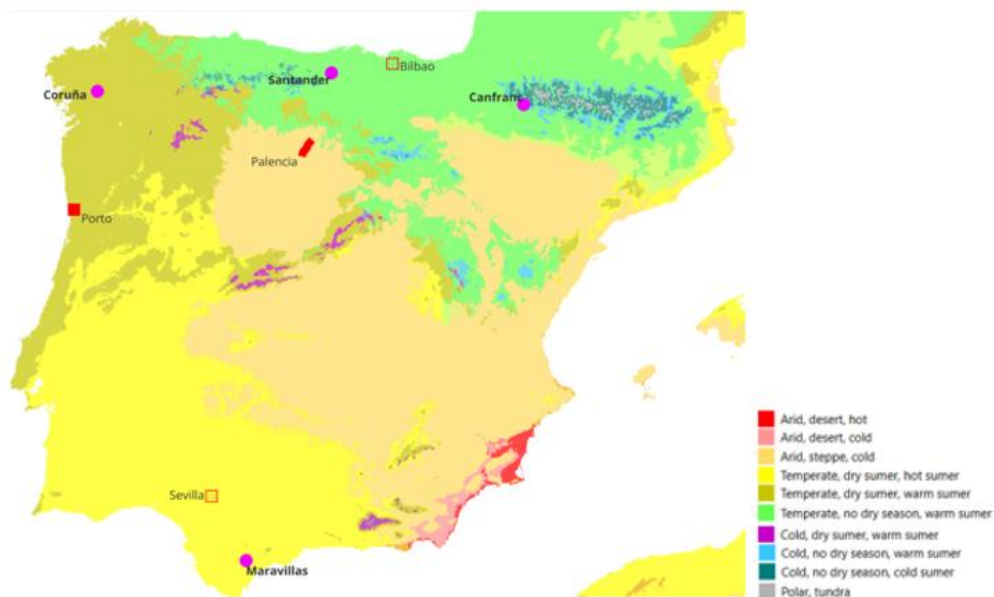 Bilbao
Santander
Coruña
Canfranc
Palencia
Porto
Sevilla
Maravillas
Arid, desert, hot
Arid, desert, cold
Arid, steppe, cold
Temperate, dry sumer, hot sumer
Temperate, dry sumer, warm sumer
Temperate, no dry season, warm sumer
Cold, dry sumer, warm sumer
Cold, no dry season, warm sumer
Cold, no dry season, cold sumer
Polar, tundra